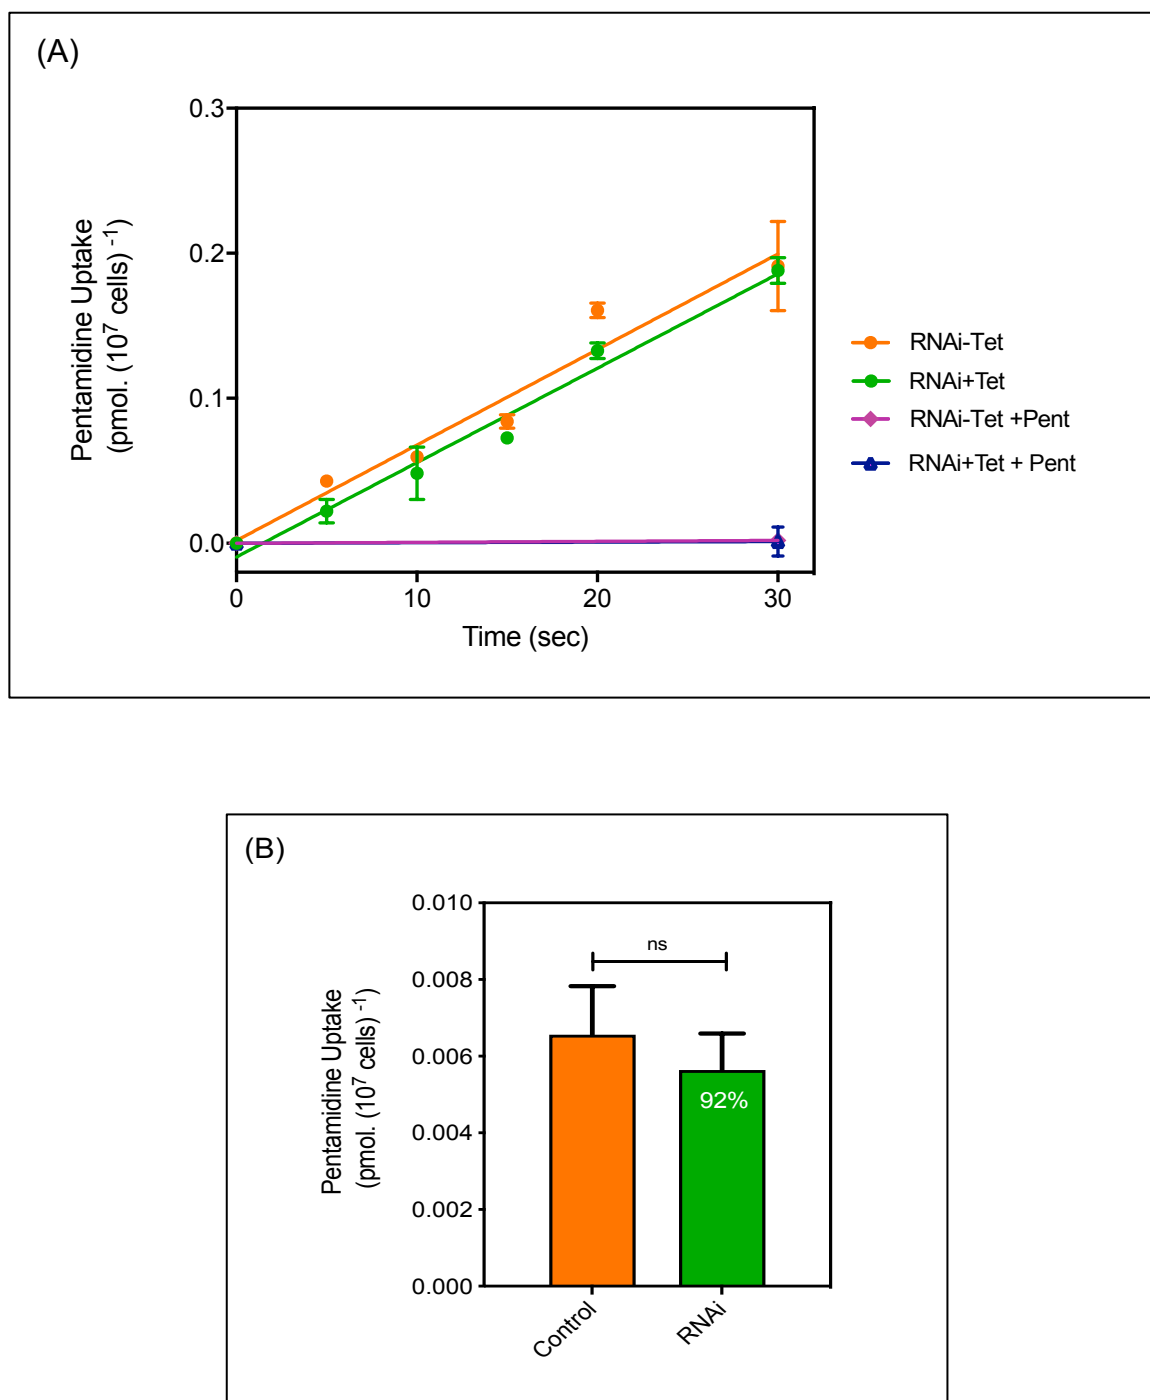 (A)
Pentamidine Uptake
(pmol. (10⁷ cells) ⁻¹
0.3
0.2
0.1
0.0
0 10 20 30
Time (sec)
RNAi-Tet
RNAi+Tet
RNAi-Tet +Pent
RNAi+Tet + Pent
(B)
Pentamidine Uptake
(pmol. (10⁷ cells) ⁻¹
0.010
0.008
0.006
0.004
0.002
0.000
ns
92%
Control RNAi